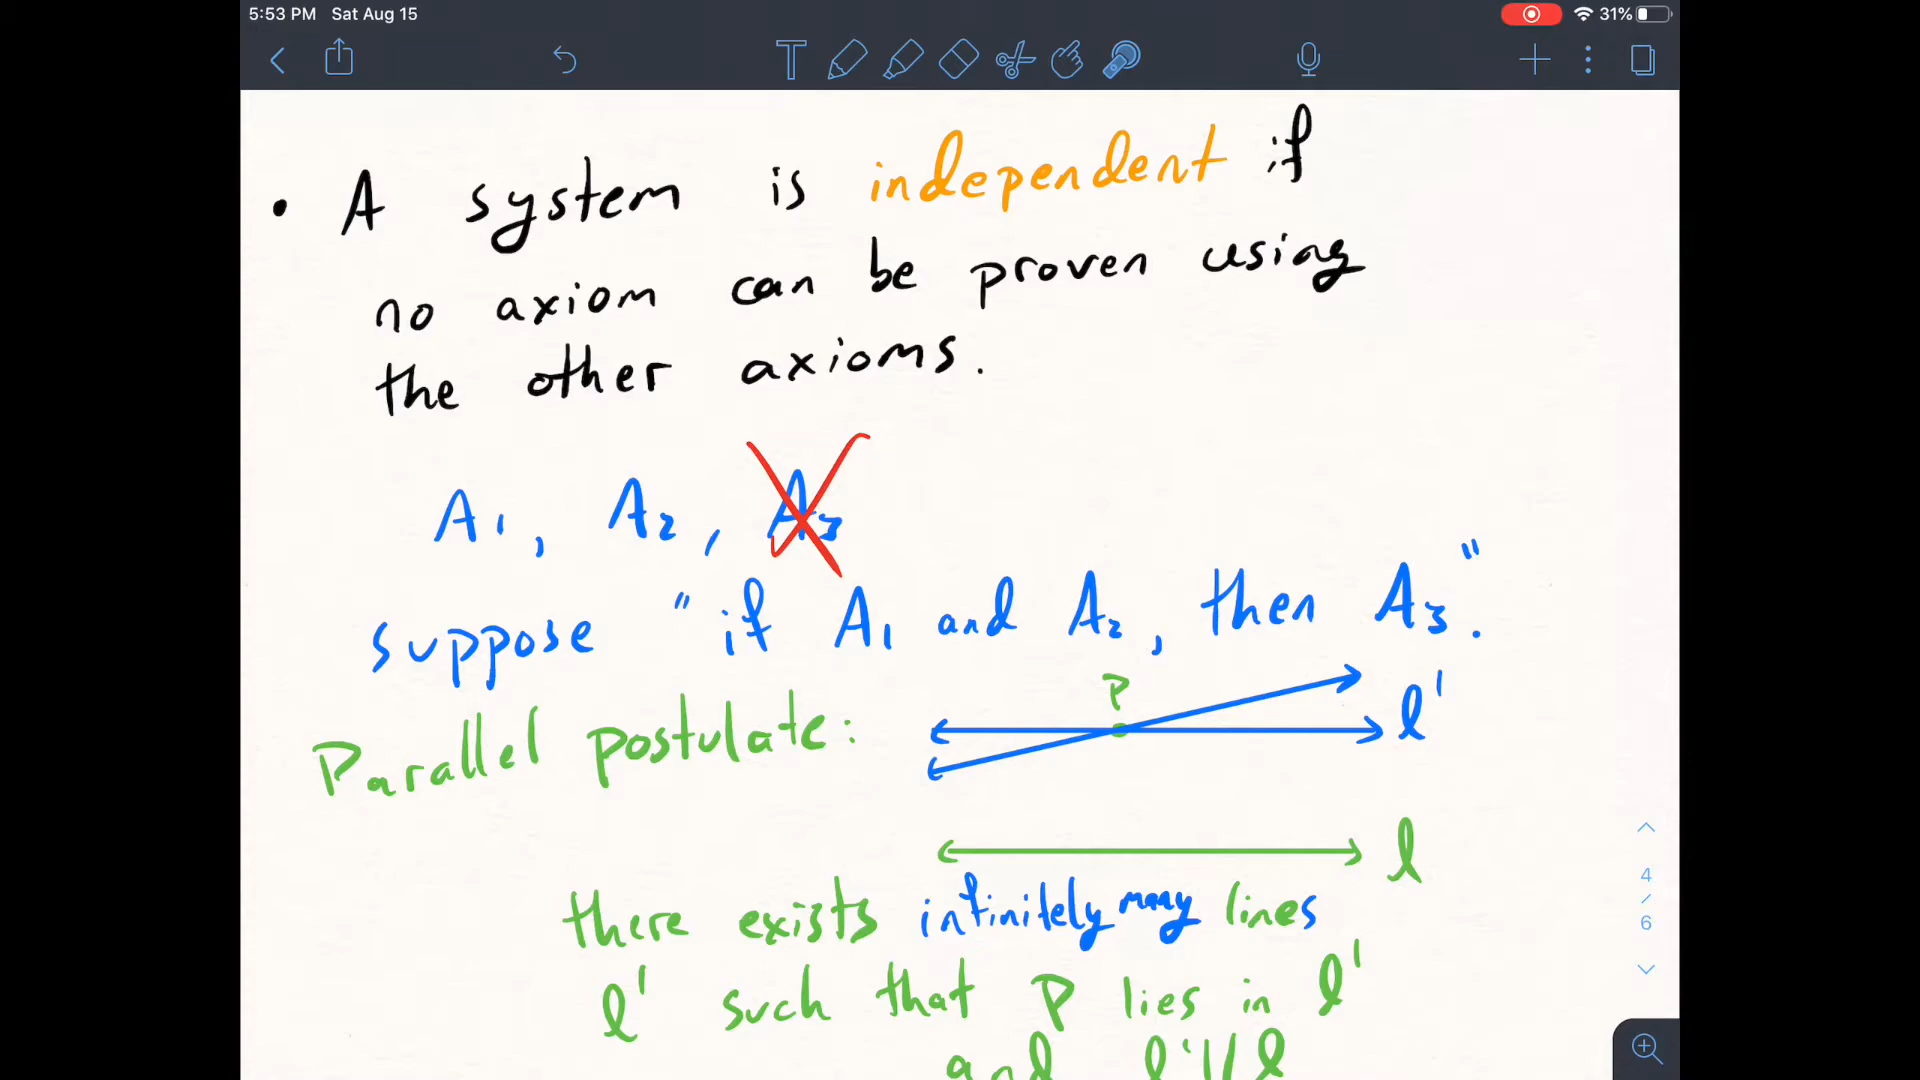 5:53 PM Sat Aug 15
31%
T
• A system is independent if
no axiom can be proven using
the other axioms.
A1, A2, A3
suppose "if A1 and A2, then A3."
P
l'
Parallel postulate:
l
there exists infinitely many lines
l' such that P lies in l'
and l' || l
4
/
6